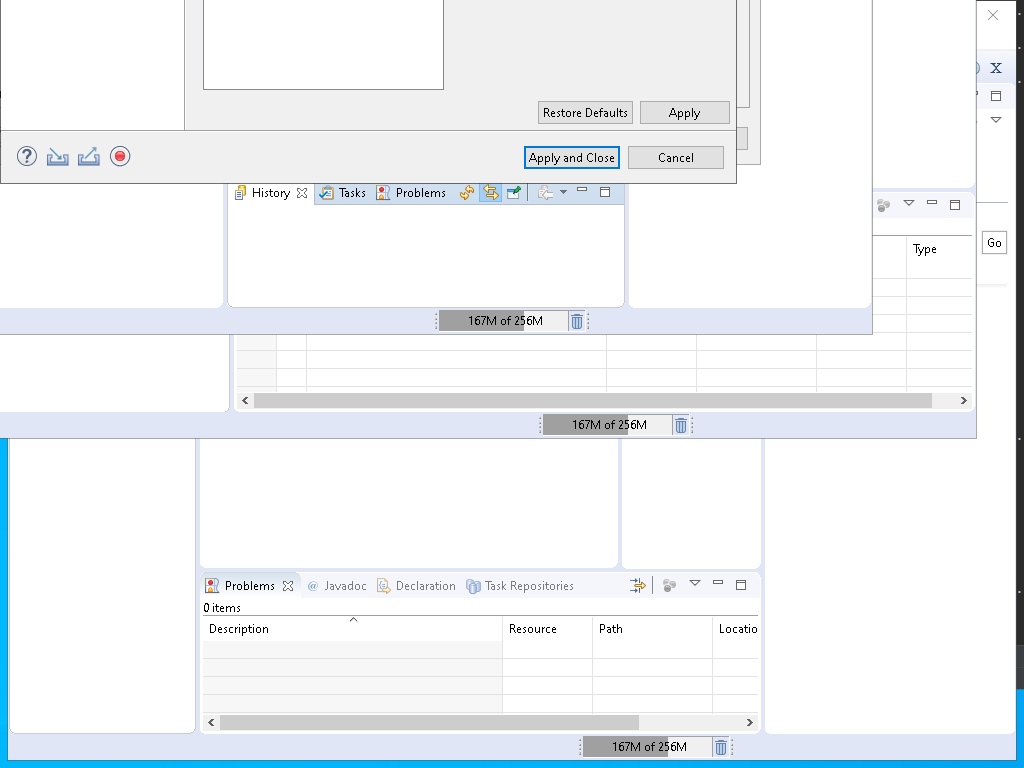 X
Restore Defaults
Apply
Apply and Close
Cancel
History
Tasks
Problems
Go
Type
167M of 256M
167M of 256M
Problems
@ Javadoc
Declaration
Task Repositories
0 items
Description
Resource
Path
Locatio
167M of 256M